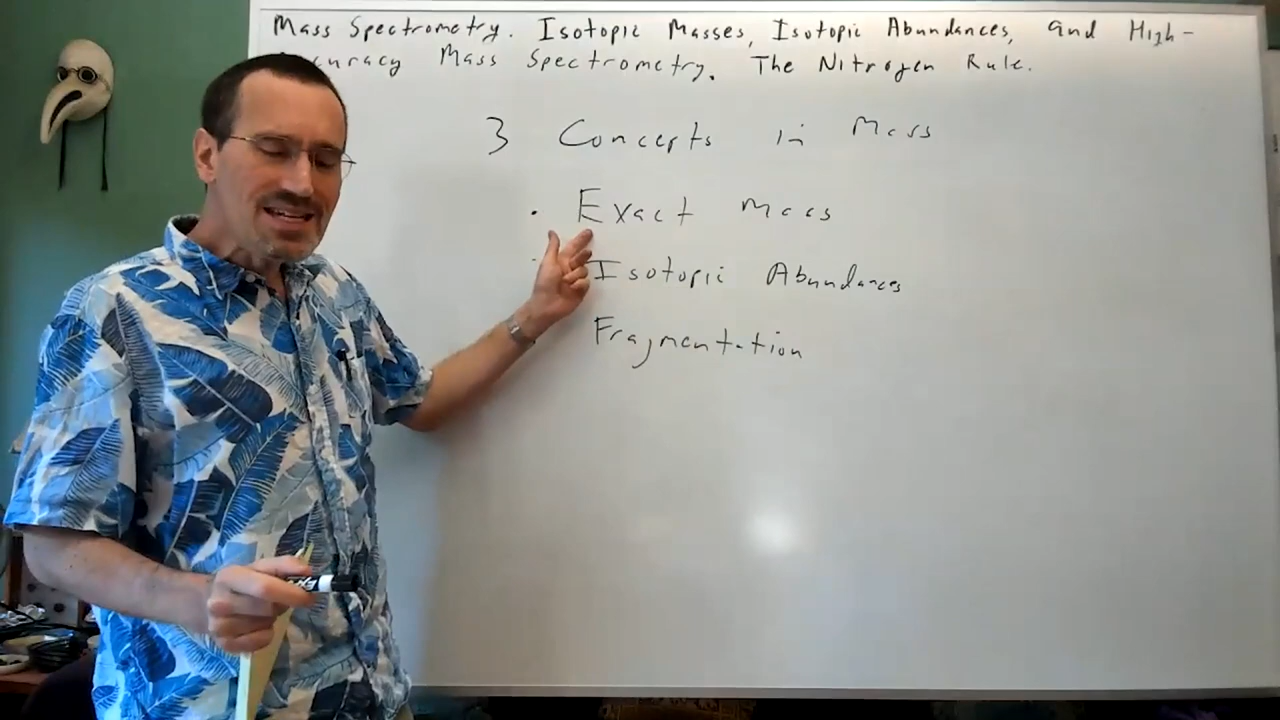 Mass Spectrometry. Isotopic Masses, Isotopic Abundances, and High-
curacy Mass Spectrometry. The Nitrogen Rule.
3 Concepts in Mass
· Exact Mass
Isotopic Abundances
Fragmentation